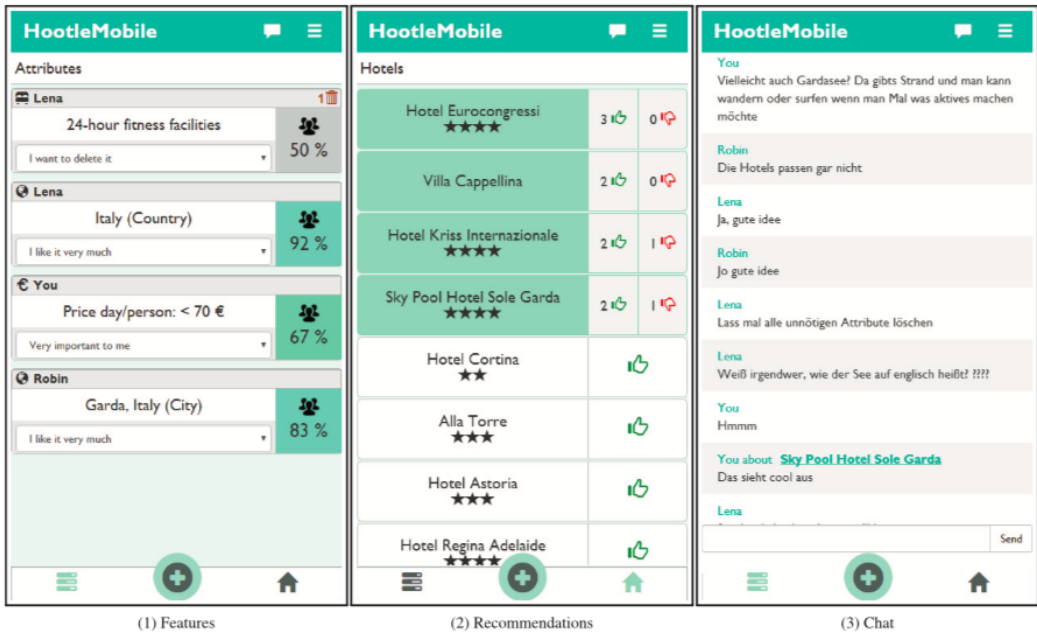 HootleMobile
Attributes
Lena
1
24-hour fitness facilities
I want to delete it
50 %
Lena
Italy (Country)
I like it very much
92 %
€ You
Price day/person: < 70 €
Very important to me
67 %
Robin
Garda, Italy (City)
I like it very much
83 %
(1) Features
HootleMobile
Hotels
Hotel Eurocongressi
★★★★
3
0
Villa Cappellina
2
0
Hotel Kriss Internazionale
★★★★
2
1
Sky Pool Hotel Sole Garda
★★★★
2
1
Hotel Cortina
★★
Alla Torre
★★★
Hotel Astoria
★★★
Hotel Regina Adelaide
★★★★
(2) Recommendations
HootleMobile
You
Vielleicht auch Gardasee? Da gibts Strand und man kann
wandern oder surfen wenn man Mal was aktives machen
möchte
Robin
Die Hotels passen gar nicht
Lena
Ja, gute idee
Robin
Jo gute idee
Lena
Lass mal alle unnötigen Attribute löschen
Lena
Weiß irgendwer, wie der See auf englisch heißt? ????
You
Hmmm
You about Sky Pool Hotel Sole Garda
Das sieht cool aus
Lena
Send
(3) Chat